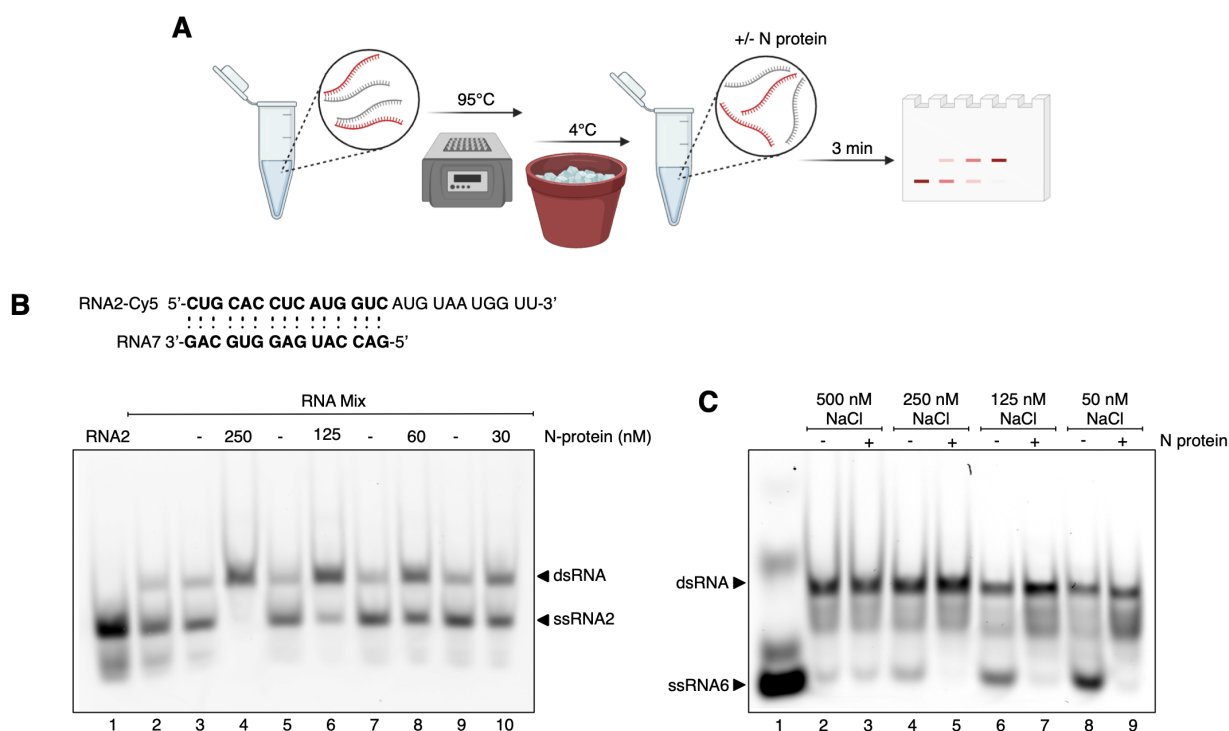 A
+/- N protein
95°C
4°C
3 min
B
RNA2-Cy5 5’-CUG CAC CUC AUG GUC AUG UAA UGG UU-3’
RNA7 3’-GAC GUG GAG UAC CAG-5’
RNA Mix
RNA2 - 250 - 125 - 60 - 30 N-protein (nM)
dsRNA
ssRNA2
1 2 3 4 5 6 7 8 9 10
C
500 nM 250 nM 125 nM 50 nM
NaCl NaCl NaCl NaCl
- + - + - + - + N protein
dsRNA
ssRNA6
1 2 3 4 5 6 7 8 9